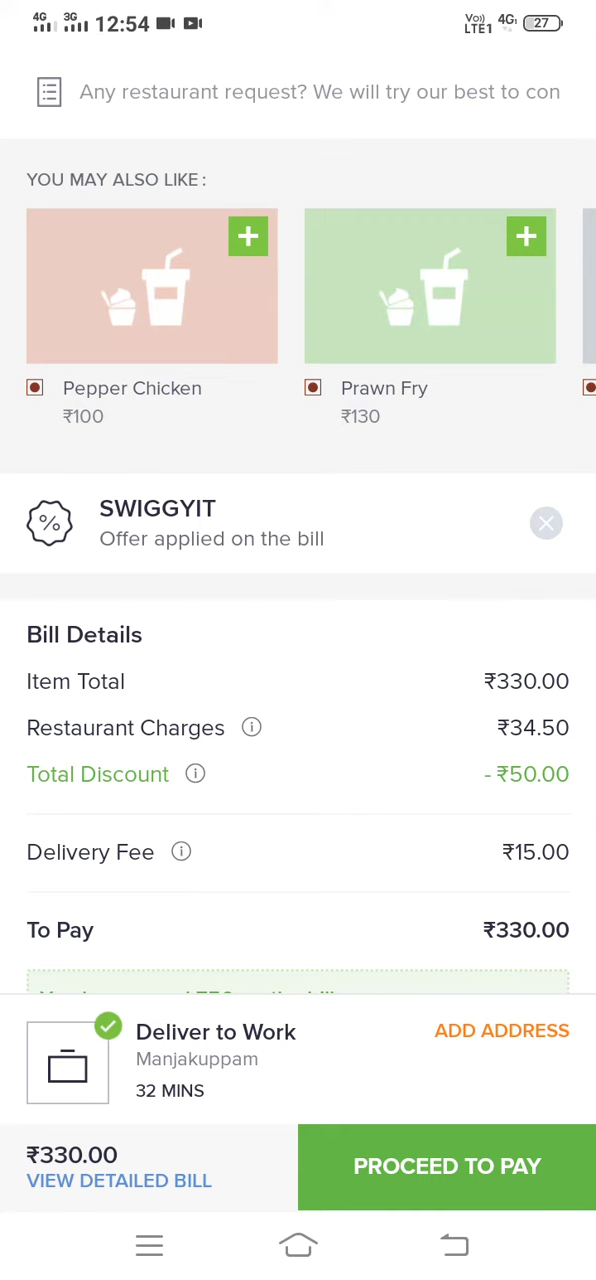 4G 3G 12:54 Vo)) LTE1 4G 27
Any restaurant request? We will try our best to con
YOU MAY ALSO LIKE :
Pepper Chicken Prawn Fry
₹100 ₹130
SWIGGYIT
Offer applied on the bill
Bill Details
Item Total ₹330.00
Restaurant Charges ₹34.50
Total Discount - ₹50.00
Delivery Fee ₹15.00
To Pay ₹330.00
Deliver to Work ADD ADDRESS
Manjakuppam
32 MINS
₹330.00
VIEW DETAILED BILL
PROCEED TO PAY